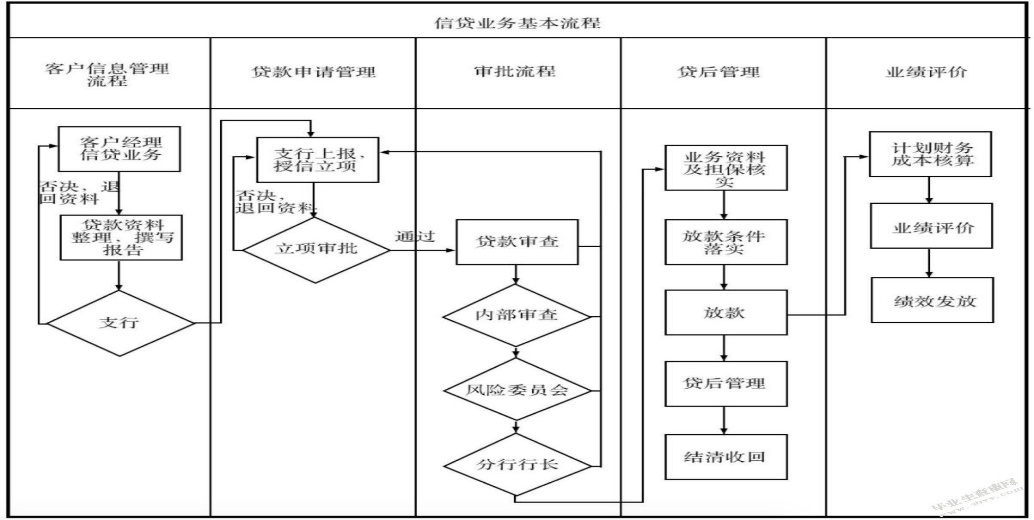 信贷业务基本流程
客户信息管理
流程
贷款申请管理
审批流程
贷后管理
业绩评价
客户经理
信贷业务
否决，退
回资料
贷款资料
整理、撰写
报告
支行
支行上报、
授信立项
否决，
退回资料
立项审批
通过
贷款审查
内部审查
风险委员会
分行行长
业务资料
及担保核
实
放款条件
落实
放款
贷后管理
结清收回
计划财务
成本核算
业绩评价
绩效发放